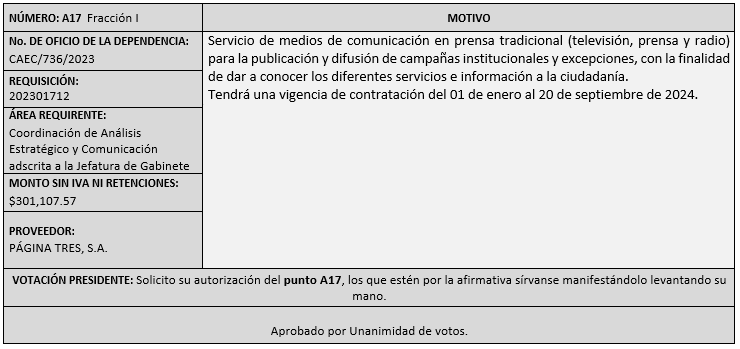 NÚMERO: A17 Fracción I
MOTIVO
No. DE OFICIO DE LA DEPENDENCIA:
CAEC/736/2023
REQUISICIÓN:
202301712
ÁREA REQUIRENTE:
Coordinación de Análisis
Estratégico y Comunicación
adscrita a la Jefatura de Gabinete
MONTO SIN IVA NI RETENCIONES:
$301,107.57
PROVEEDOR:
PÁGINA TRES, S.A.
Servicio de medios de comunicación en prensa tradicional (televisión, prensa y radio)
para la publicación y difusión de campañas institucionales y excepciones, con la finalidad
de dar a conocer los diferentes servicios e información a la ciudadanía.
Tendrá una vigencia de contratación del 01 de enero al 20 de septiembre de 2024.
VOTACIÓN PRESIDENTE: Solicito su autorización del punto A17, los que estén por la afirmativa sírvanse manifestándolo levantando su
mano.
Aprobado por Unanimidad de votos.